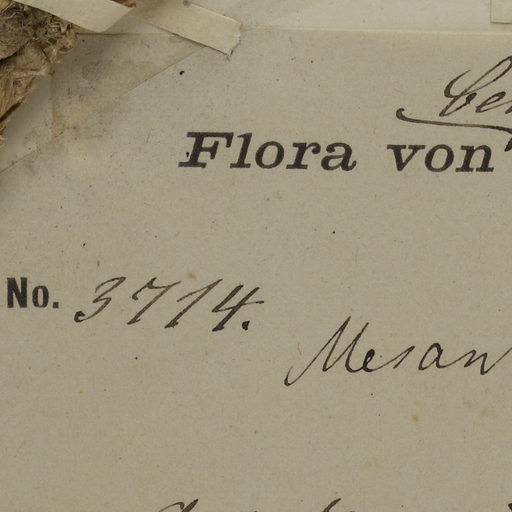 Flora von
No. 3714.
Mesan